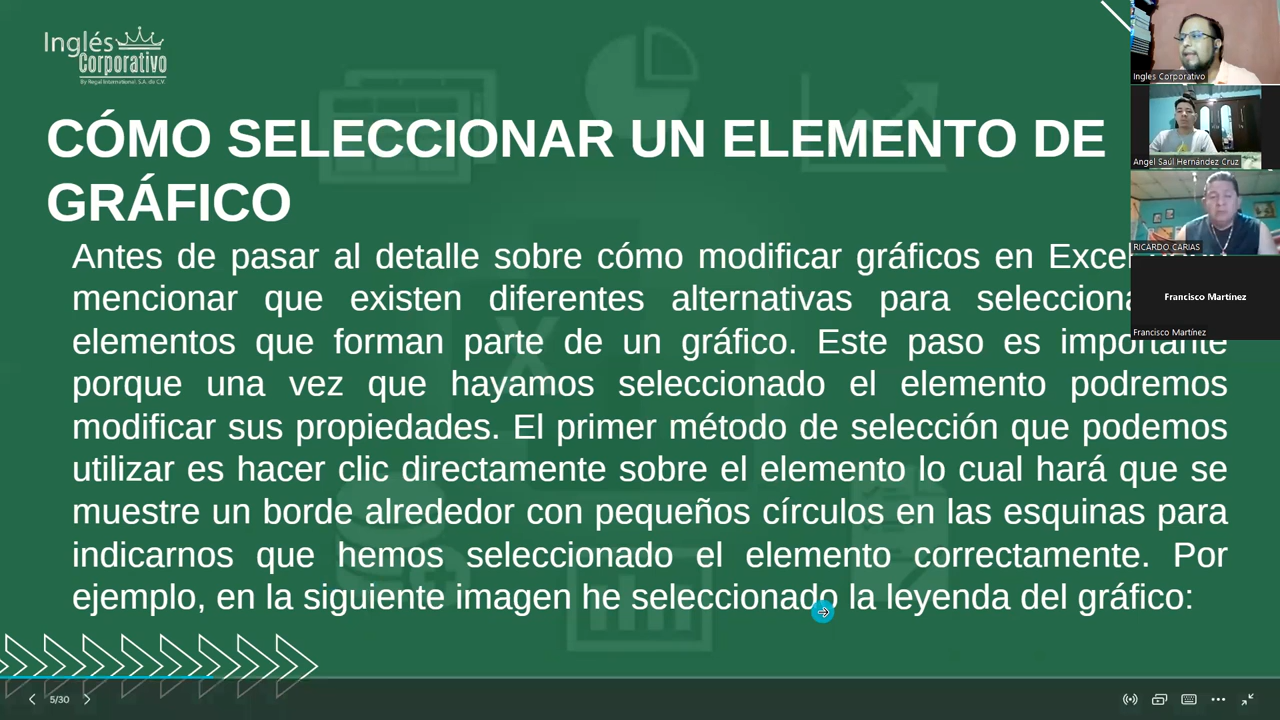 Inglés
Corporativo
By Regal International, S.A. de C.V.
CÓMO SELECCIONAR UN ELEMENTO DE
GRÁFICO
Antes de pasar al detalle sobre cómo modificar gráficos en Excel
mencionar que existen diferentes alternativas para
elementos que forman parte de un gráfico. Este paso es importante
porque una vez que hayamos seleccionado el elemento podremos
modificar sus propiedades. El primer método de selección que podemos
utilizar es hacer clic directamente sobre el elemento lo cual hará que se
muestre un borde alrededor con pequeños círculos en las esquinas para
indicarnos que hemos seleccionado el elemento correctamente. Por
ejemplo, en la siguiente imagen he seleccionado la leyenda del gráfico:
5/30
Ingles Corporativo
Angel Saúl Hernández Cruz
RICARDO CARIAS
Francisco Martínez
Francisco Martínez